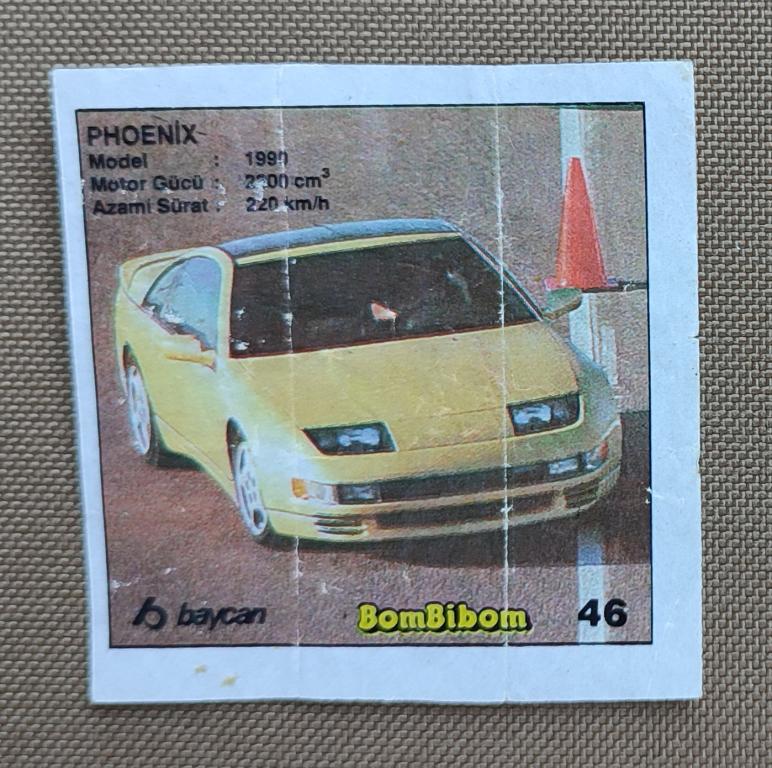 PHOENİX
Model : 1990
Motor Gücü : cm³
Azami Sürat : 220 km/h
baycan
BomBibom 46